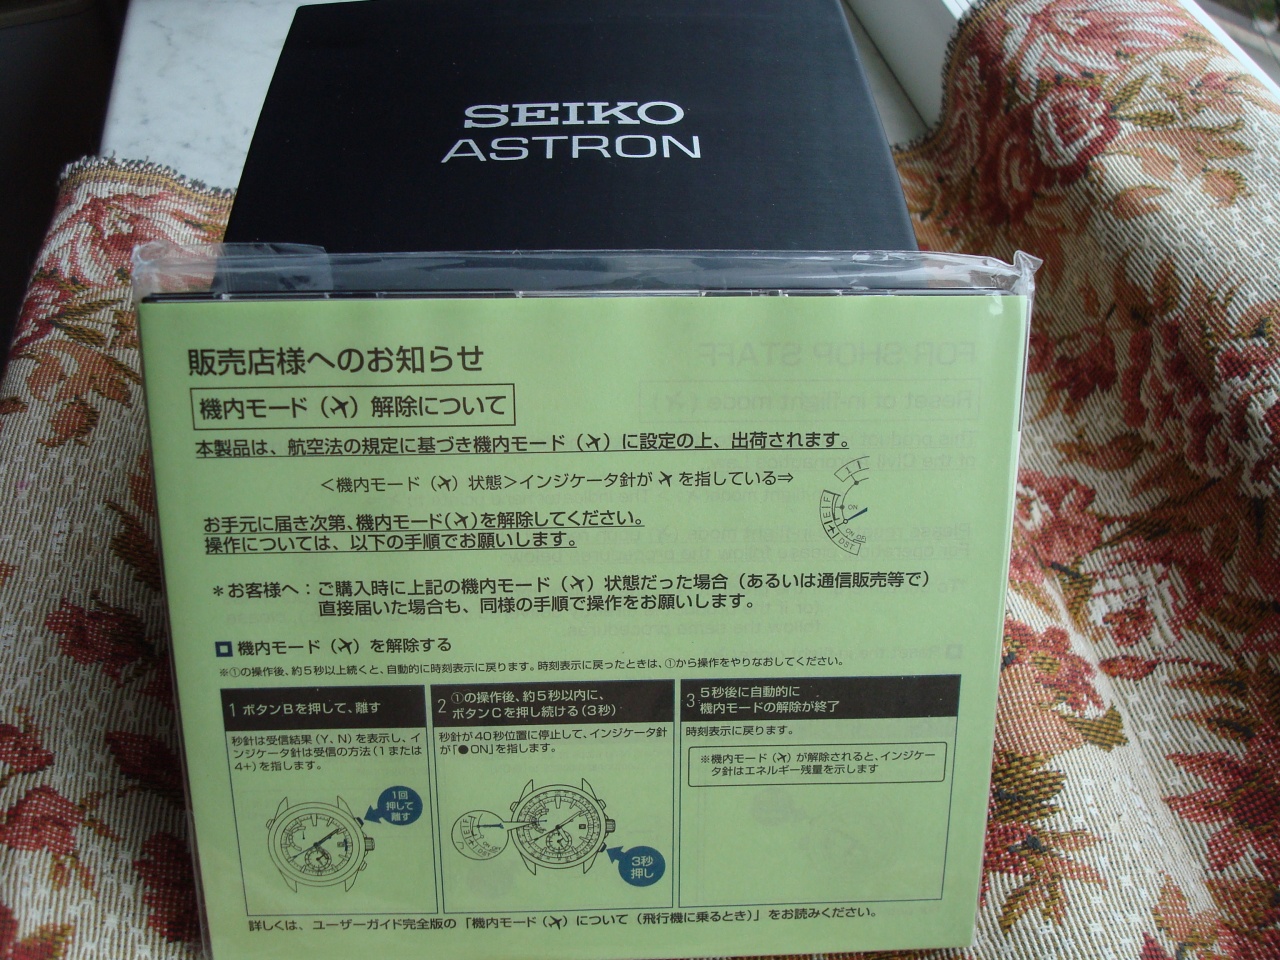 SEIKO
ASTRON
販売店様へのお知らせ
機内モード（✈）解除について
本製品は、航空法の規定に基づき機内モード（✈）に設定の上、出荷されます。
＜機内モード（✈）状態＞インジケータ針が✈を指している⇒
お手元に届き次第、機内モード（✈）を解除してください。
操作については、以下の手順でお願いします。
＊お客様へ：ご購入時に上記の機内モード（✈）状態だった場合（あるいは通信販売等で）
直接届いた場合も、同様の手順で操作をお願いします。
機内モード（✈）を解除する
※①の操作後、約5秒以上続くと、自動的に時刻表示に戻ります。時刻表示に戻ったときは、①から操作をやりなおしてください。
1 ボタンBを押して、離す
秒針は受信結果（Y、N）を表示し、イ
ンジケータ針は受信の方法（1または
4+）を指します。
1回
押して
離す
2 ①の操作後、約5秒以内に、
ボタンCを押し続ける（3秒）
秒針が40秒位置に停止して、インジケータ針
が「●ON」を指します。
3秒
押し
3 5秒後に自動的に
機内モードの解除が終了
時刻表示に戻ります。
※機内モード（✈）が解除されると、インジケー
タ針はエネルギー残量を示します
詳しくは、ユーザーガイド完全版の「機内モード（✈）について（飛行機に乗るとき）」をお読みください。